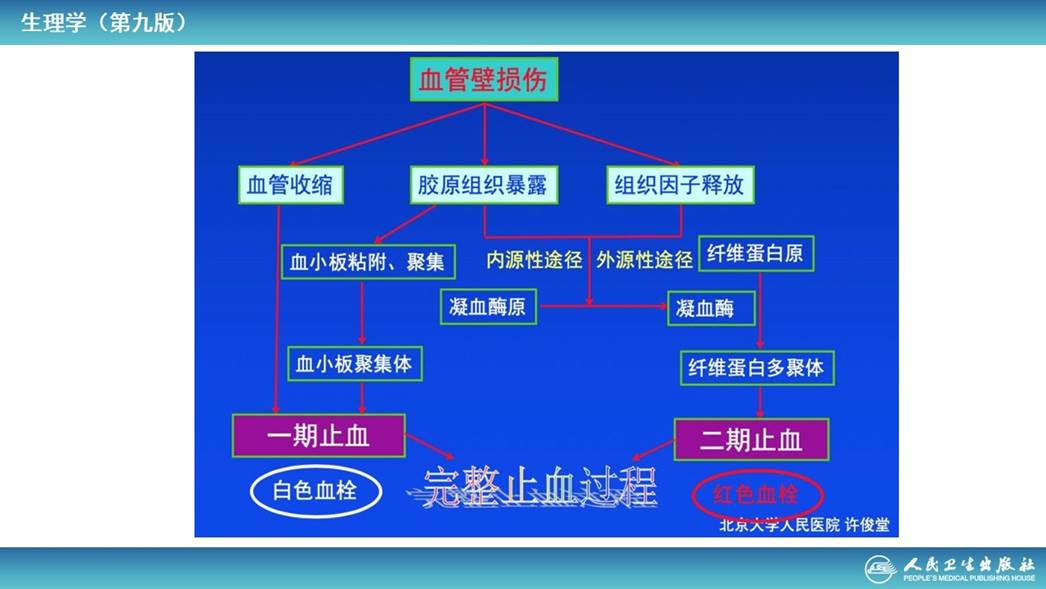 生理学（第九版）
血管壁损伤
血管收缩
胶原组织暴露
组织因子释放
血小板粘附、聚集
内源性途径
外源性途径
纤维蛋白原
凝血酶原
凝血酶
血小板聚集体
纤维蛋白多聚体
一期止血
二期止血
白色血栓
完整止血过程
红色血栓
北京大学人民医院 许俊堂
人民卫生出版社
PEOPLE'S MEDICAL PUBLISHING HOUSE